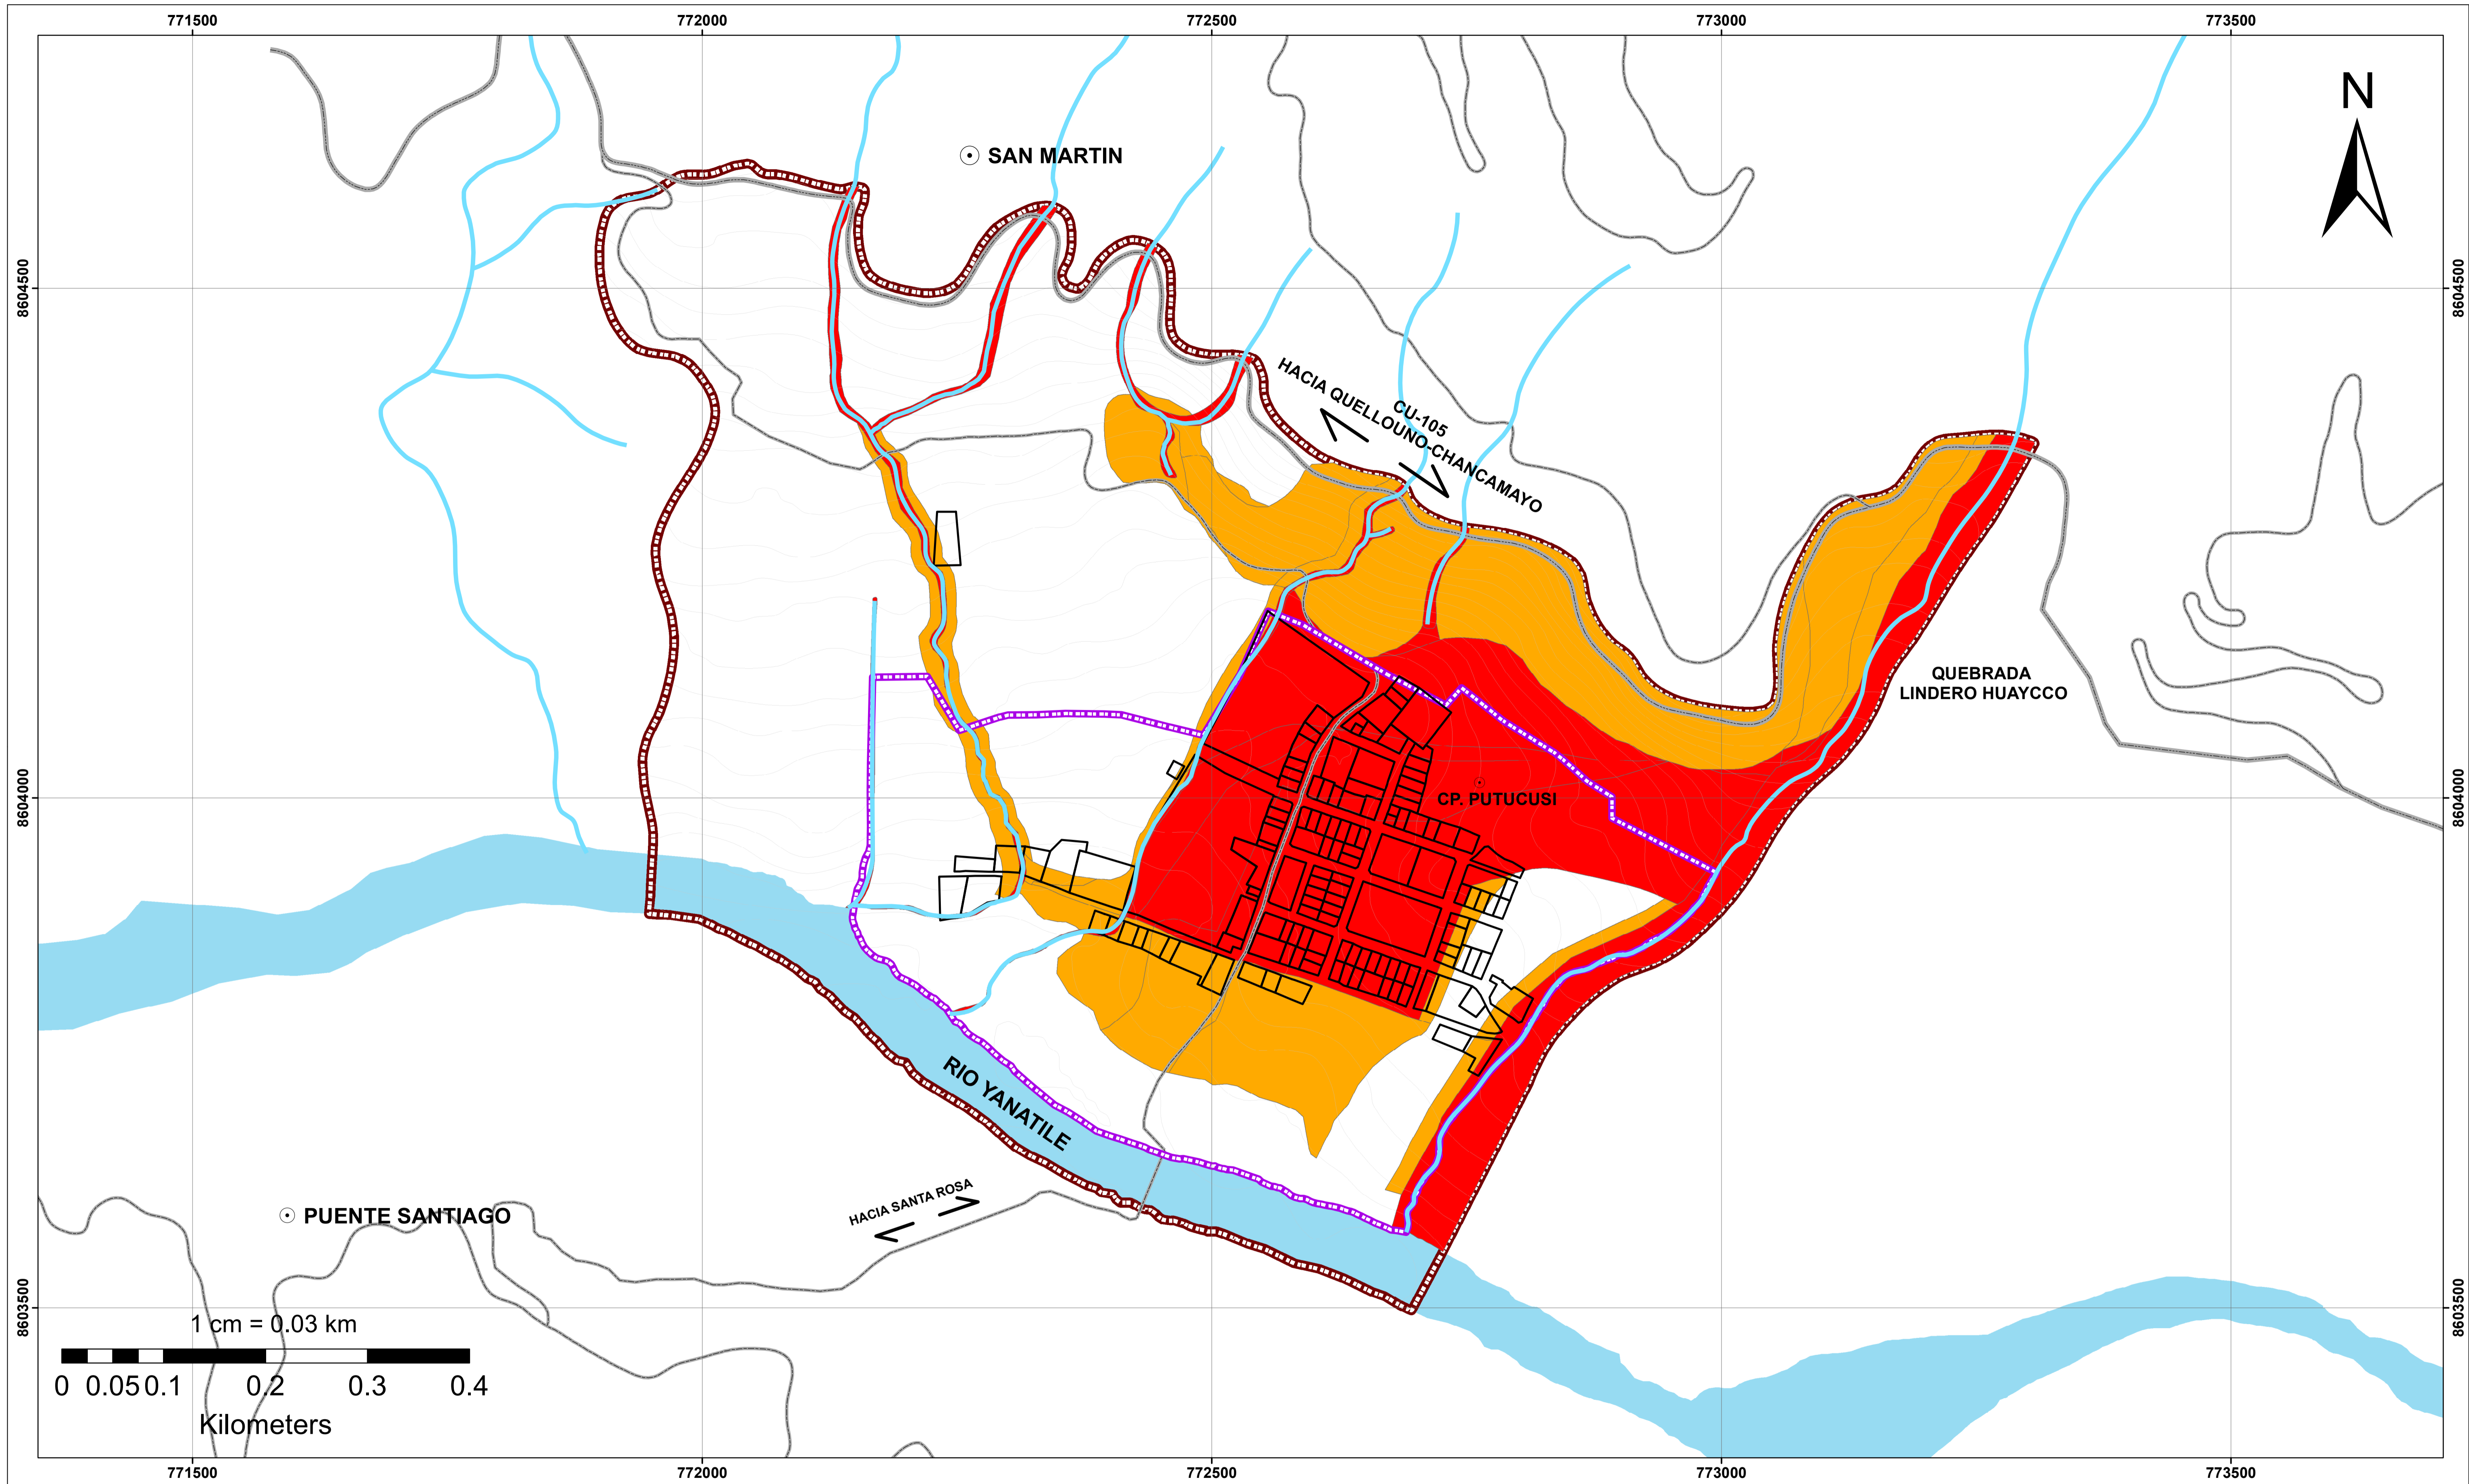 771500
772000
772500
773000
773500
N
SAN MARTIN
8604500
8604500
CU-105
HACIA QUELLOUNO-CHANCAMAYO
QUEBRADA
LINDERO HUAYCCO
8604000
CP. PUTUCUSI
8604000
RIO YANATILE
HACIA SANTA ROSA
PUENTE SANTIAGO
8603500
8603500
1 cm = 0.03 km
0 0.05 0.1 0.2 0.3 0.4
Kilometers
771500
772000
772500
773000
773500